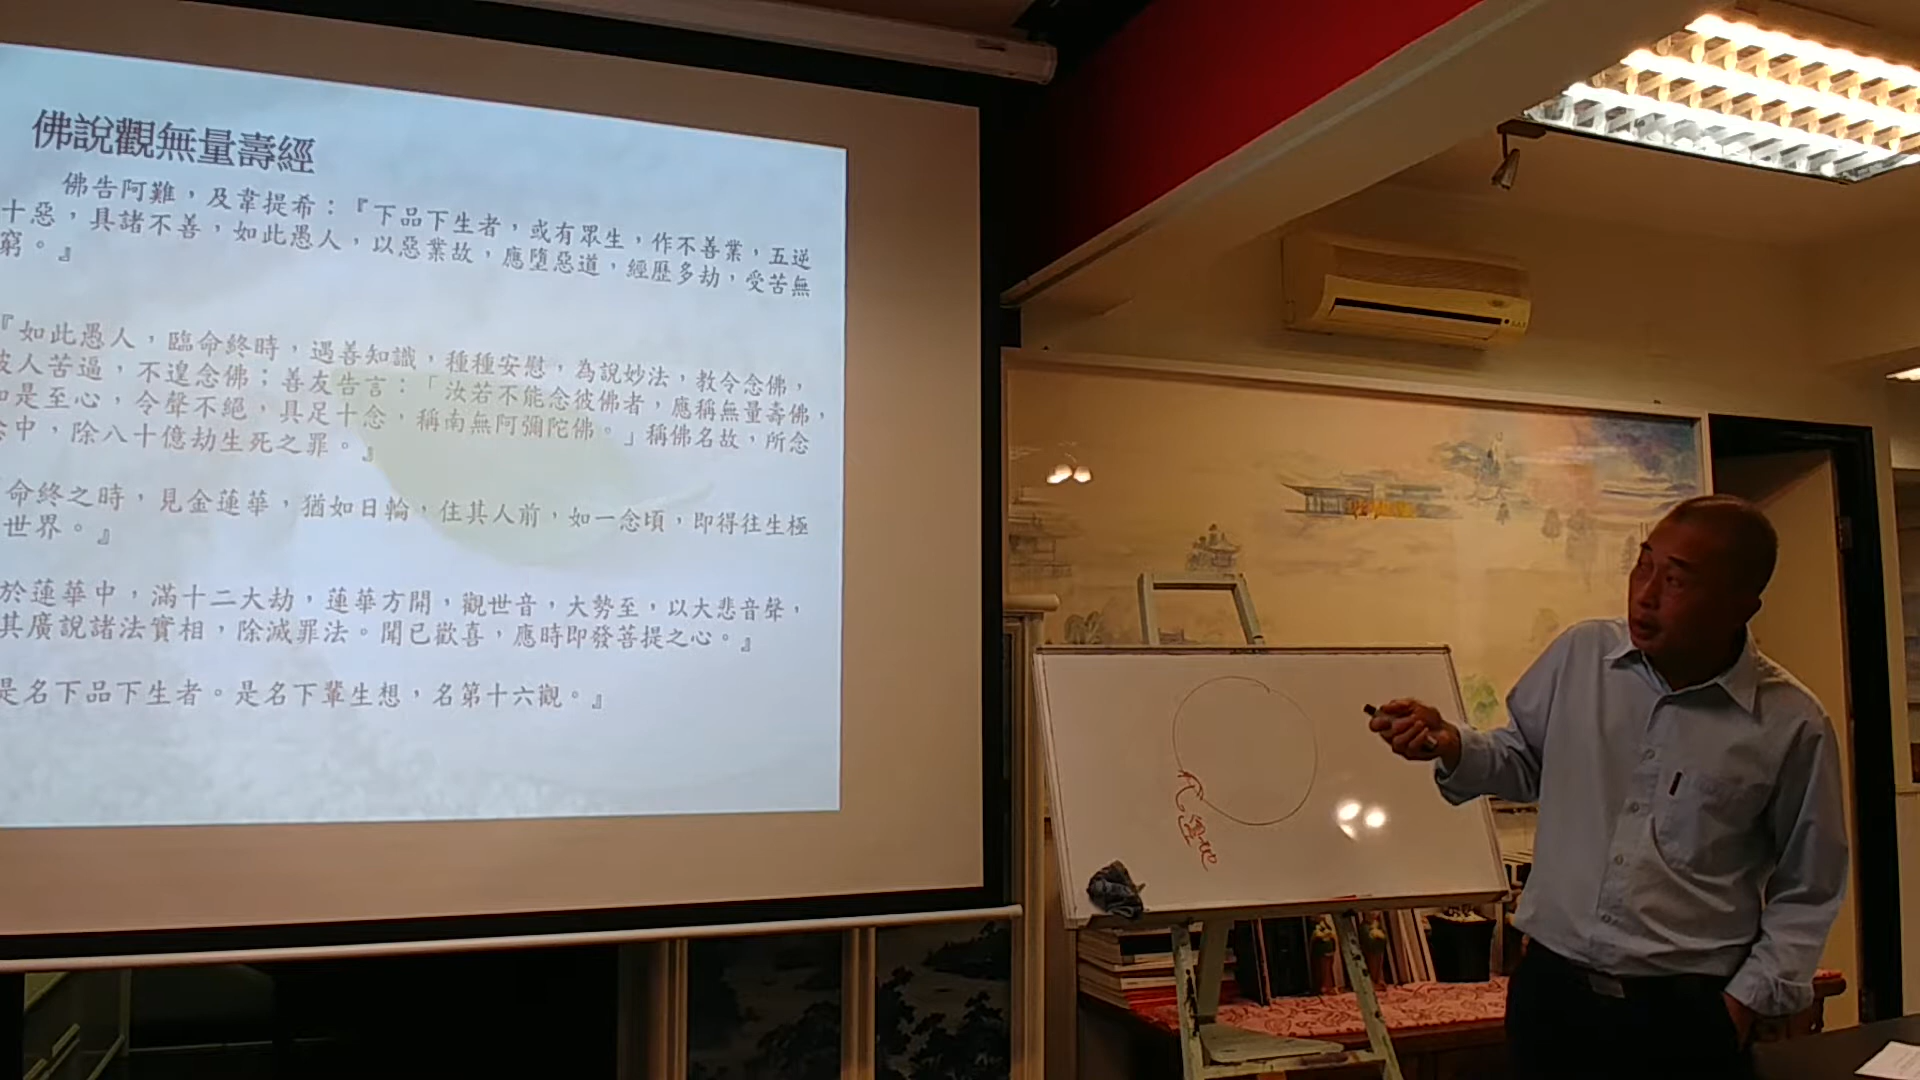 佛說觀無量壽經
佛告阿難，及韋提希：『下品下生者，或有眾生，作不善業，五逆
十惡，具諸不善，如此愚人，以惡業故，應墮惡道，經歷多劫，受苦無
窮。』
『如此愚人，臨命終時，遇善知識，種種安慰，為說妙法，教令念佛，
彼人苦逼，不遑念佛；善友告言：「汝若不能念彼佛者，應稱無量壽佛，
如是至心，令聲不絕，具足十念，稱南無阿彌陀佛。」稱佛名故，於念
念中，除八十億劫生死之罪。』
命終之時，見金蓮華，猶如日輪，住其人前，如一念頃，即得往生極
世界。』
於蓮華中，滿十二大劫，蓮華方開，觀世音，大勢至，以大悲音聲，
其廣說諸法實相，除滅罪法。聞已歡喜，應時即發菩提之心。』
是名下品下生者。是名下輩生想，名第十六觀。』